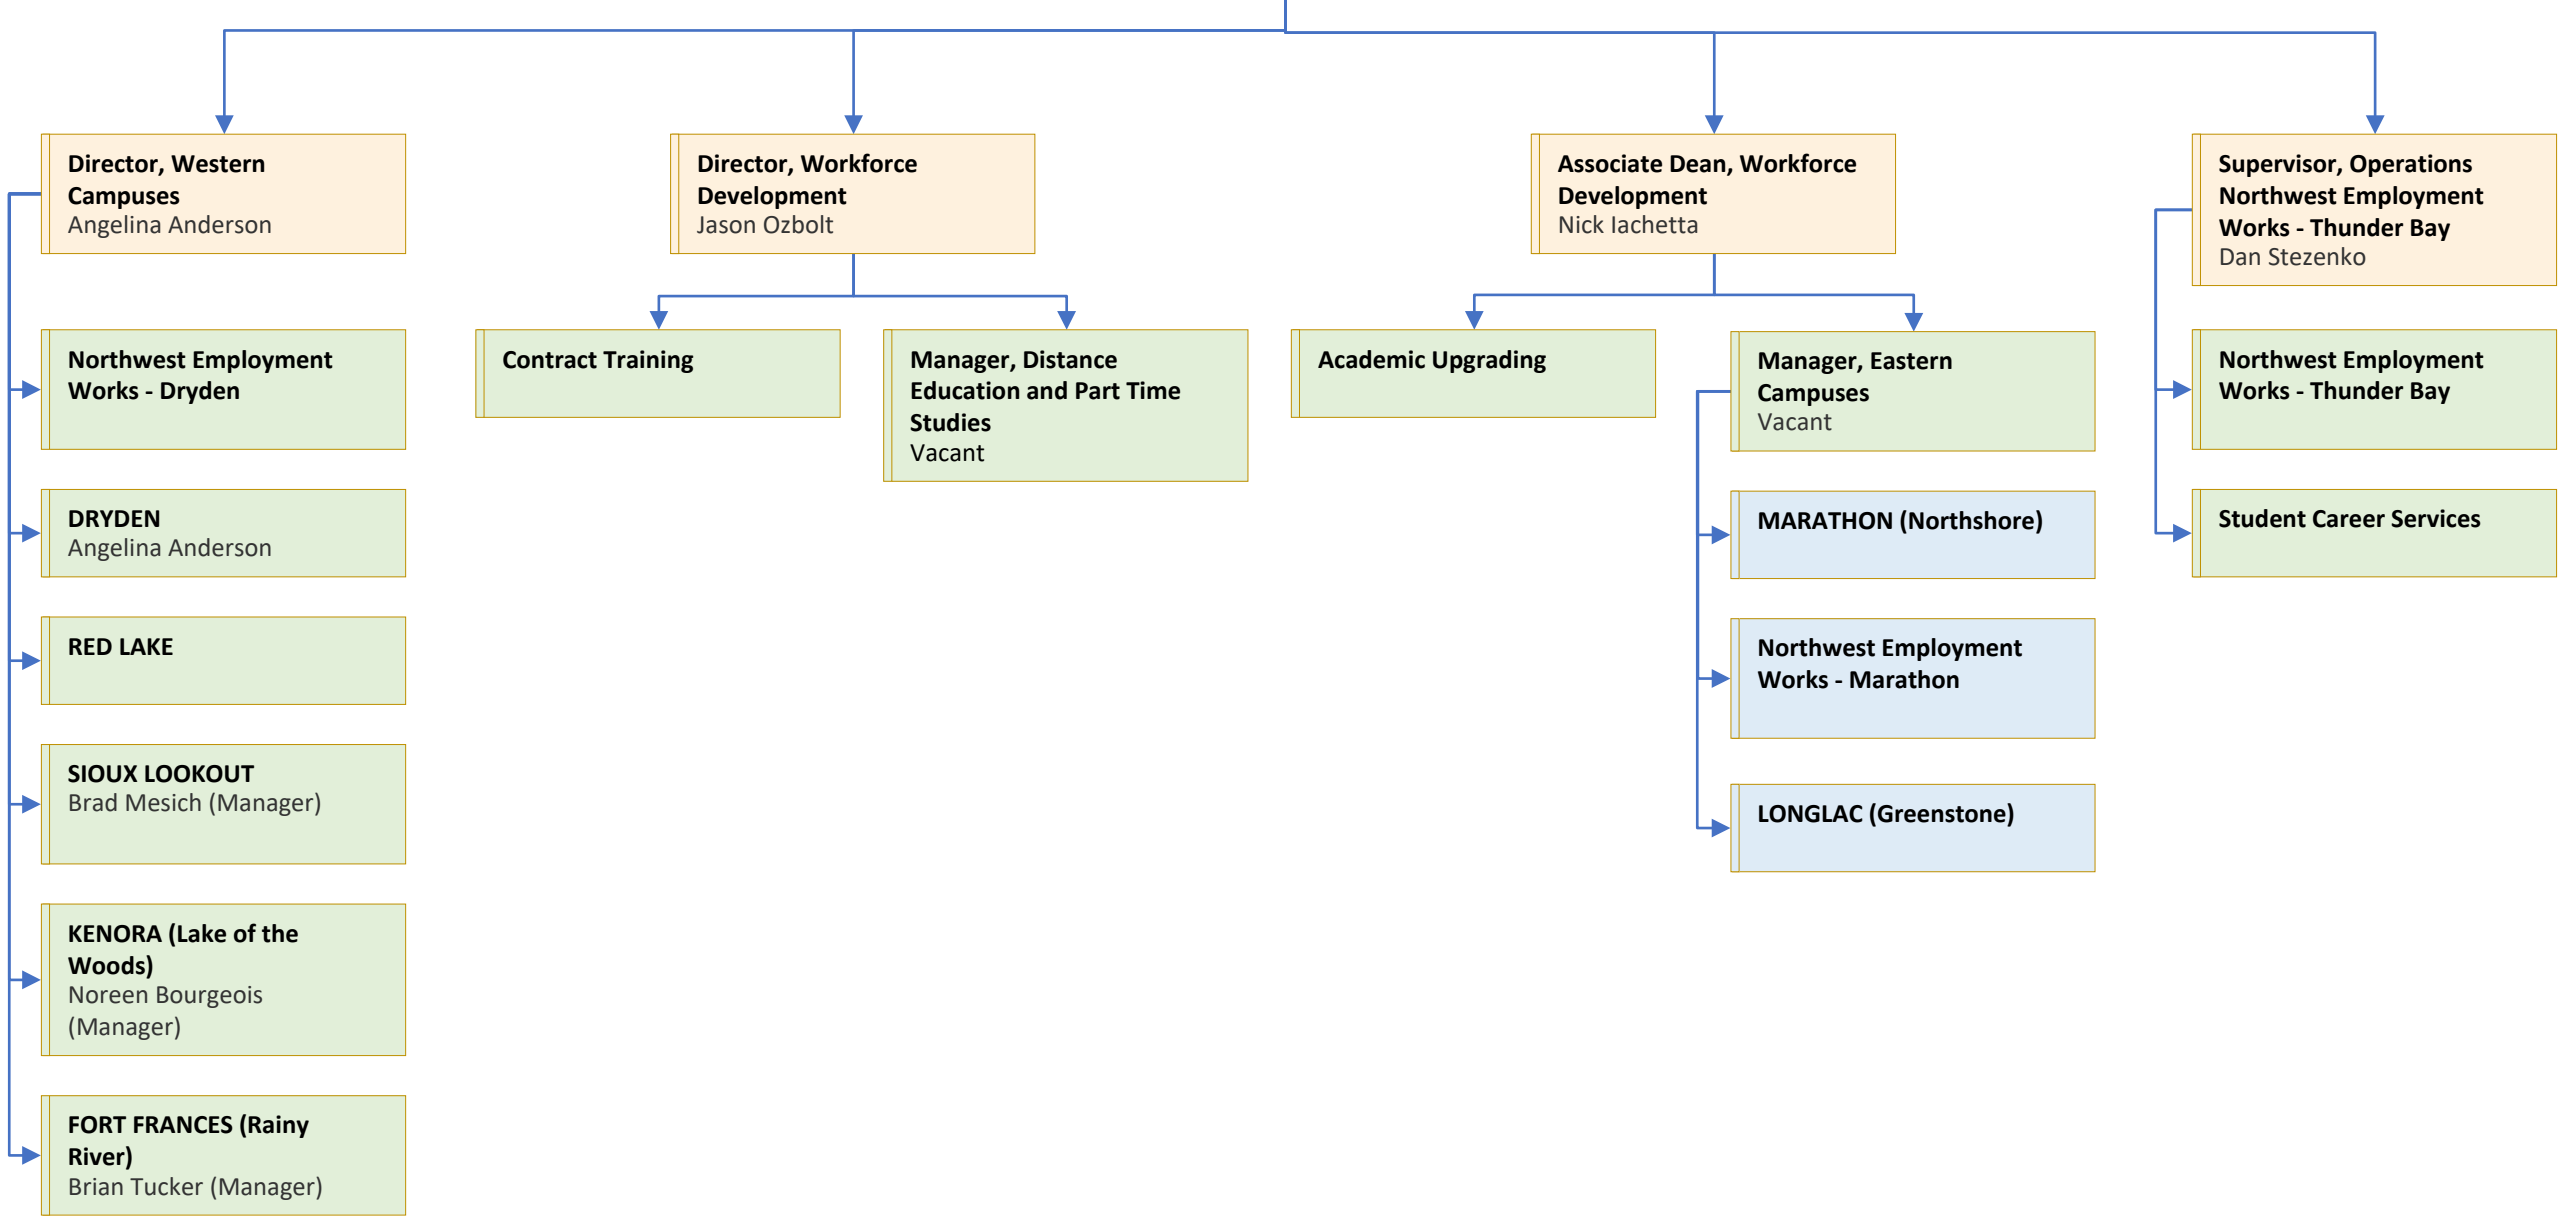 Director, Western
Campuses
Angelina Anderson
Northwest Employment
Works - Dryden
DRYDEN
Angelina Anderson
RED LAKE
SIOUX LOOKOUT
Brad Mesich (Manager)
KENORA (Lake of the
Woods)
Noreen Bourgeois
(Manager)
FORT FRANCES (Rainy
River)
Brian Tucker (Manager)
Director, Workforce
Development
Jason Ozbolt
Contract Training
Manager, Distance
Education and Part Time
Studies
Vacant
Associate Dean, Workforce
Development
Nick Iachetta
Academic Upgrading
Manager, Eastern
Campuses
Vacant
MARATHON (Northshore)
Northwest Employment
Works - Marathon
LONGLAC (Greenstone)
Supervisor, Operations
Northwest Employment
Works - Thunder Bay
Dan Stezenko
Northwest Employment
Works - Thunder Bay
Student Career Services